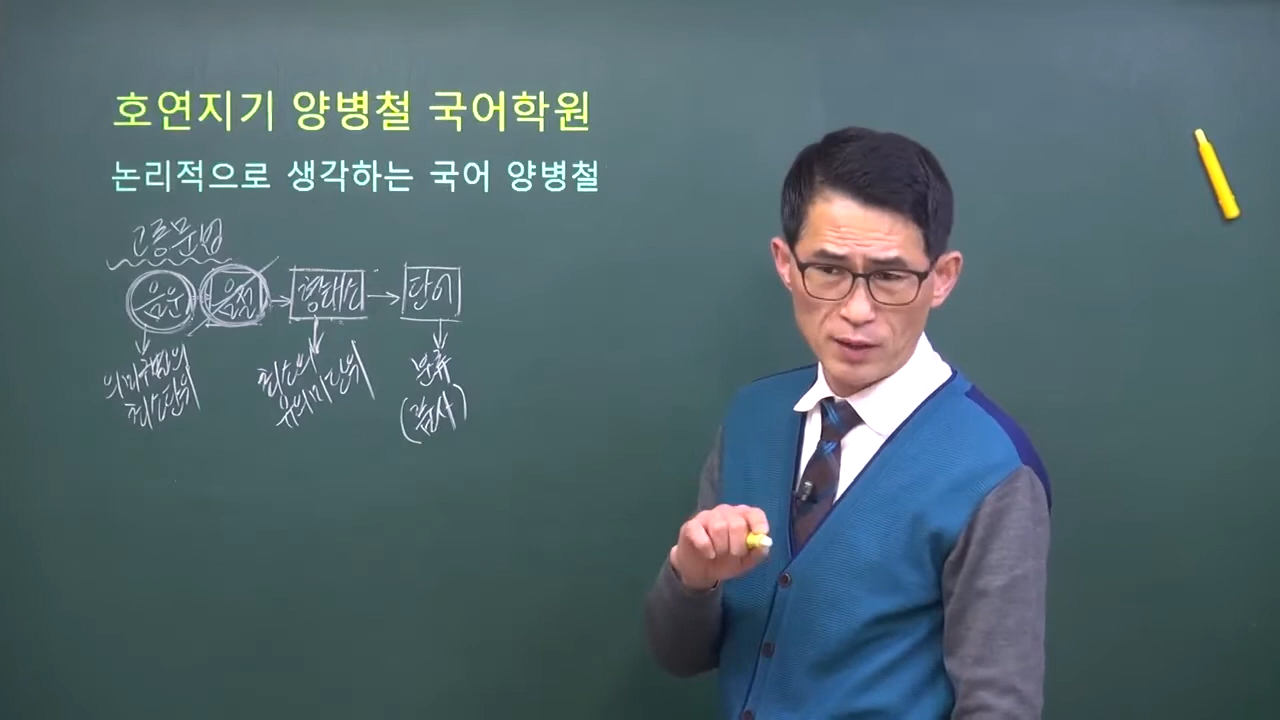 호연지기 양병철 국어학원
논리적으로 생각하는 국어 양병철
고등문법
음운 음절 → 형태소 → 단어
의미구별의 최소단위
최소의 유의미단위
분류
(품사)